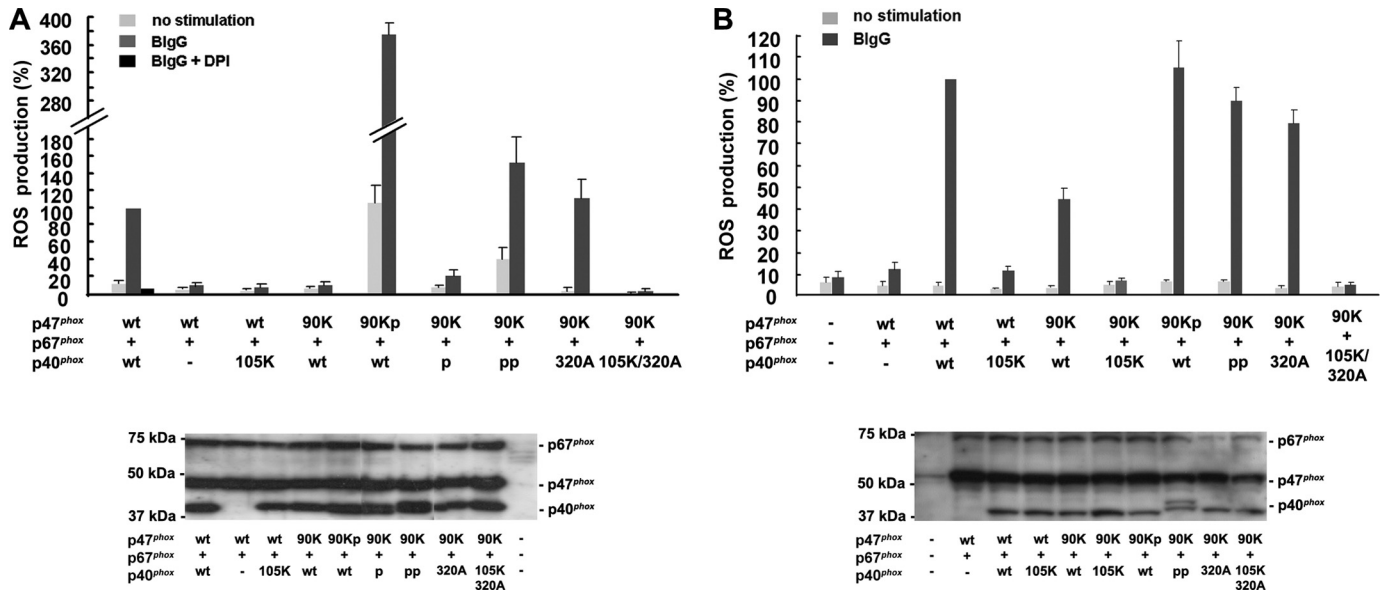 A
400
360
320
280
180
160
140
120
100
80
60
40
20
0
ROS production (%)
no stimulation
BIgG
BIgG + DPI
p47phox wt wt wt 90K 90Kp 90K 90K 90K 90K
p67phox + + + + + + + + +
p40phox wt - 105K wt wt p pp 320A 105K/320A
75 kDa
50 kDa
37 kDa
- p67phox
- p47phox
- p40phox
p47phox wt wt wt 90K 90Kp 90K 90K 90K 90K -
p67phox + + + + + + + + + -
p40phox wt - 105K wt wt p pp 320A 105K -
320A
B
120
100
90
80
70
50
40
30
20
10
0
ROS production (%)
no stimulation
BIgG
p47phox - wt wt wt 90K 90K 90Kp 90K 90K 90K
p67phox - + + + + + + + + +
p40phox - - wt 105K wt 105K wt pp 320A 105K/
320A
75 kDa
50 kDa
37 kDa
- p67phox
- p47phox
- p40phox
p47phox - wt wt wt 90K 90K 90Kp 90K 90K 90K
p67phox - + + + + + + + + +
p40phox - - wt 105K wt 105K wt pp 320A 105K
320A